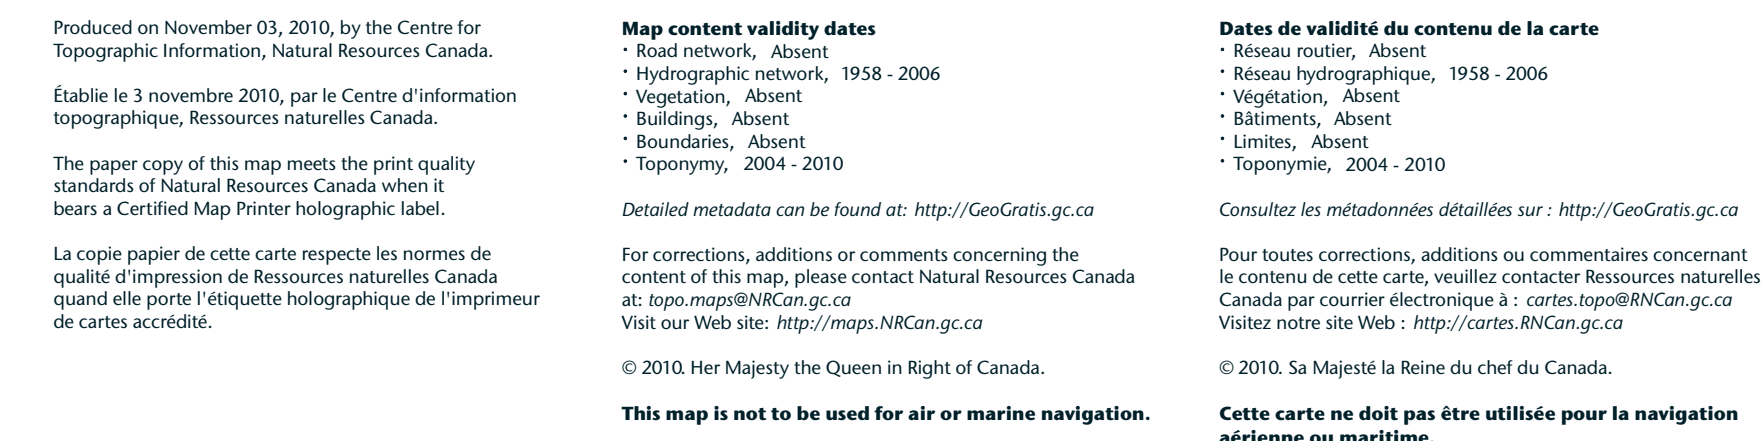 Produced on November 03, 2010, by the Centre for
Topographic Information, Natural Resources Canada.
Établie le 3 novembre 2010, par le Centre d'information
topographique, Ressources naturelles Canada.
The paper copy of this map meets the print quality
standards of Natural Resources Canada when it
bears a Certified Map Printer holographic label.
La copie papier de cette carte respecte les normes de
qualité d'impression de Ressources naturelles Canada
quand elle porte l'étiquette holographique de l'imprimeur
de cartes accrédité.
Map content validity dates
· Road network, Absent
· Hydrographic network, 1958 - 2006
· Vegetation, Absent
· Buildings, Absent
· Boundaries, Absent
· Toponymy, 2004 - 2010
Detailed metadata can be found at: http://GeoGratis.gc.ca
For corrections, additions or comments concerning the
content of this map, please contact Natural Resources Canada
at: topo.maps@NRCan.gc.ca
Visit our Web site: http://maps.NRCan.gc.ca
© 2010. Her Majesty the Queen in Right of Canada.
This map is not to be used for air or marine navigation.
Dates de validité du contenu de la carte
· Réseau routier, Absent
· Réseau hydrographique, 1958 - 2006
· Végétation, Absent
· Bâtiments, Absent
· Limites, Absent
· Toponymie, 2004 - 2010
Consultez les métadonnées détaillées sur : http://GeoGratis.gc.ca
Pour toutes corrections, additions ou commentaires concernant
le contenu de cette carte, veuillez contacter Ressources naturelles
Canada par courrier électronique à : cartes.topo@RNCan.gc.ca
Visitez notre site Web : http://cartes.RNCan.gc.ca
© 2010. Sa Majesté la Reine du chef du Canada.
Cette carte ne doit pas être utilisée pour la navigation
aérienne ou maritime.